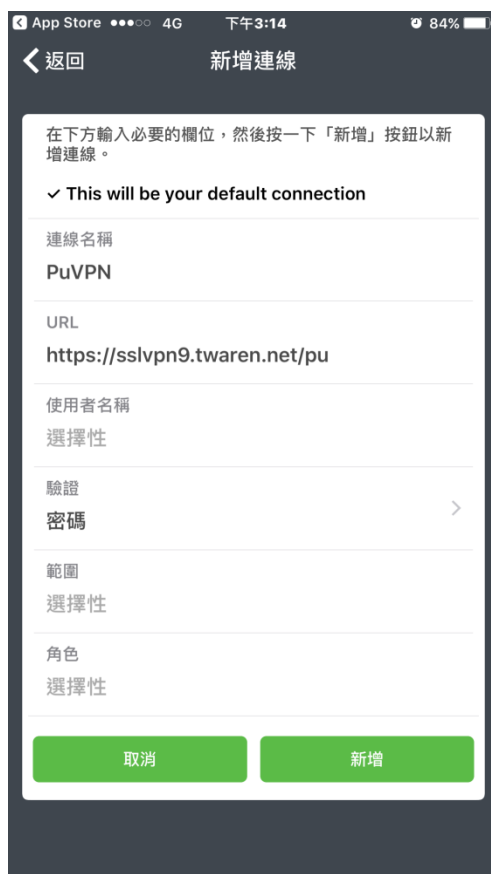 App Store 4G 下午3:14 84%
返回 新增連線
在下方輸入必要的欄位，然後按一下「新增」按鈕以新
增連線。
✓ This will be your default connection
連線名稱
PuVPN
URL
https://sslvpn9.twaren.net/pu
使用者名稱
選擇性
驗證
密碼
範圍
選擇性
角色
選擇性
取消 新增